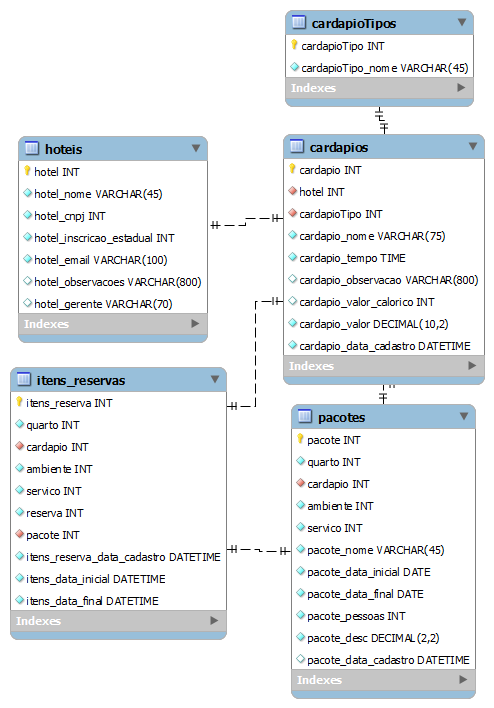 cardapioTipos
cardapioTipo INT
cardapioTipo_nome VARCHAR(45)
Indexes
hoteis
hotel INT
hotel_nome VARCHAR(45)
hotel_cnpj INT
hotel_inscricao_estadual INT
hotel_email VARCHAR(100)
hotel_observacoes VARCHAR(800)
hotel_gerente VARCHAR(70)
Indexes
cardapios
cardapio INT
hotel INT
cardapioTipo INT
cardapio_nome VARCHAR(75)
cardapio_tempo TIME
cardapio_observacao VARCHAR(800)
cardapio_valor_calorico INT
cardapio_valor DECIMAL(10,2)
cardapio_data_cadastro DATETIME
Indexes
itens_reservas
itens_reserva INT
quarto INT
cardapio INT
ambiente INT
servico INT
reserva INT
pacote INT
itens_reserva_data_cadastro DATETIME
itens_data_inicial DATETIME
itens_data_final DATETIME
Indexes
pacotes
pacote INT
quarto INT
cardapio INT
ambiente INT
servico INT
pacote_nome VARCHAR(45)
pacote_data_inicial DATE
pacote_data_final DATE
pacote_pessoas INT
pacote_desc DECIMAL(2,2)
pacote_data_cadastro DATETIME
Indexes